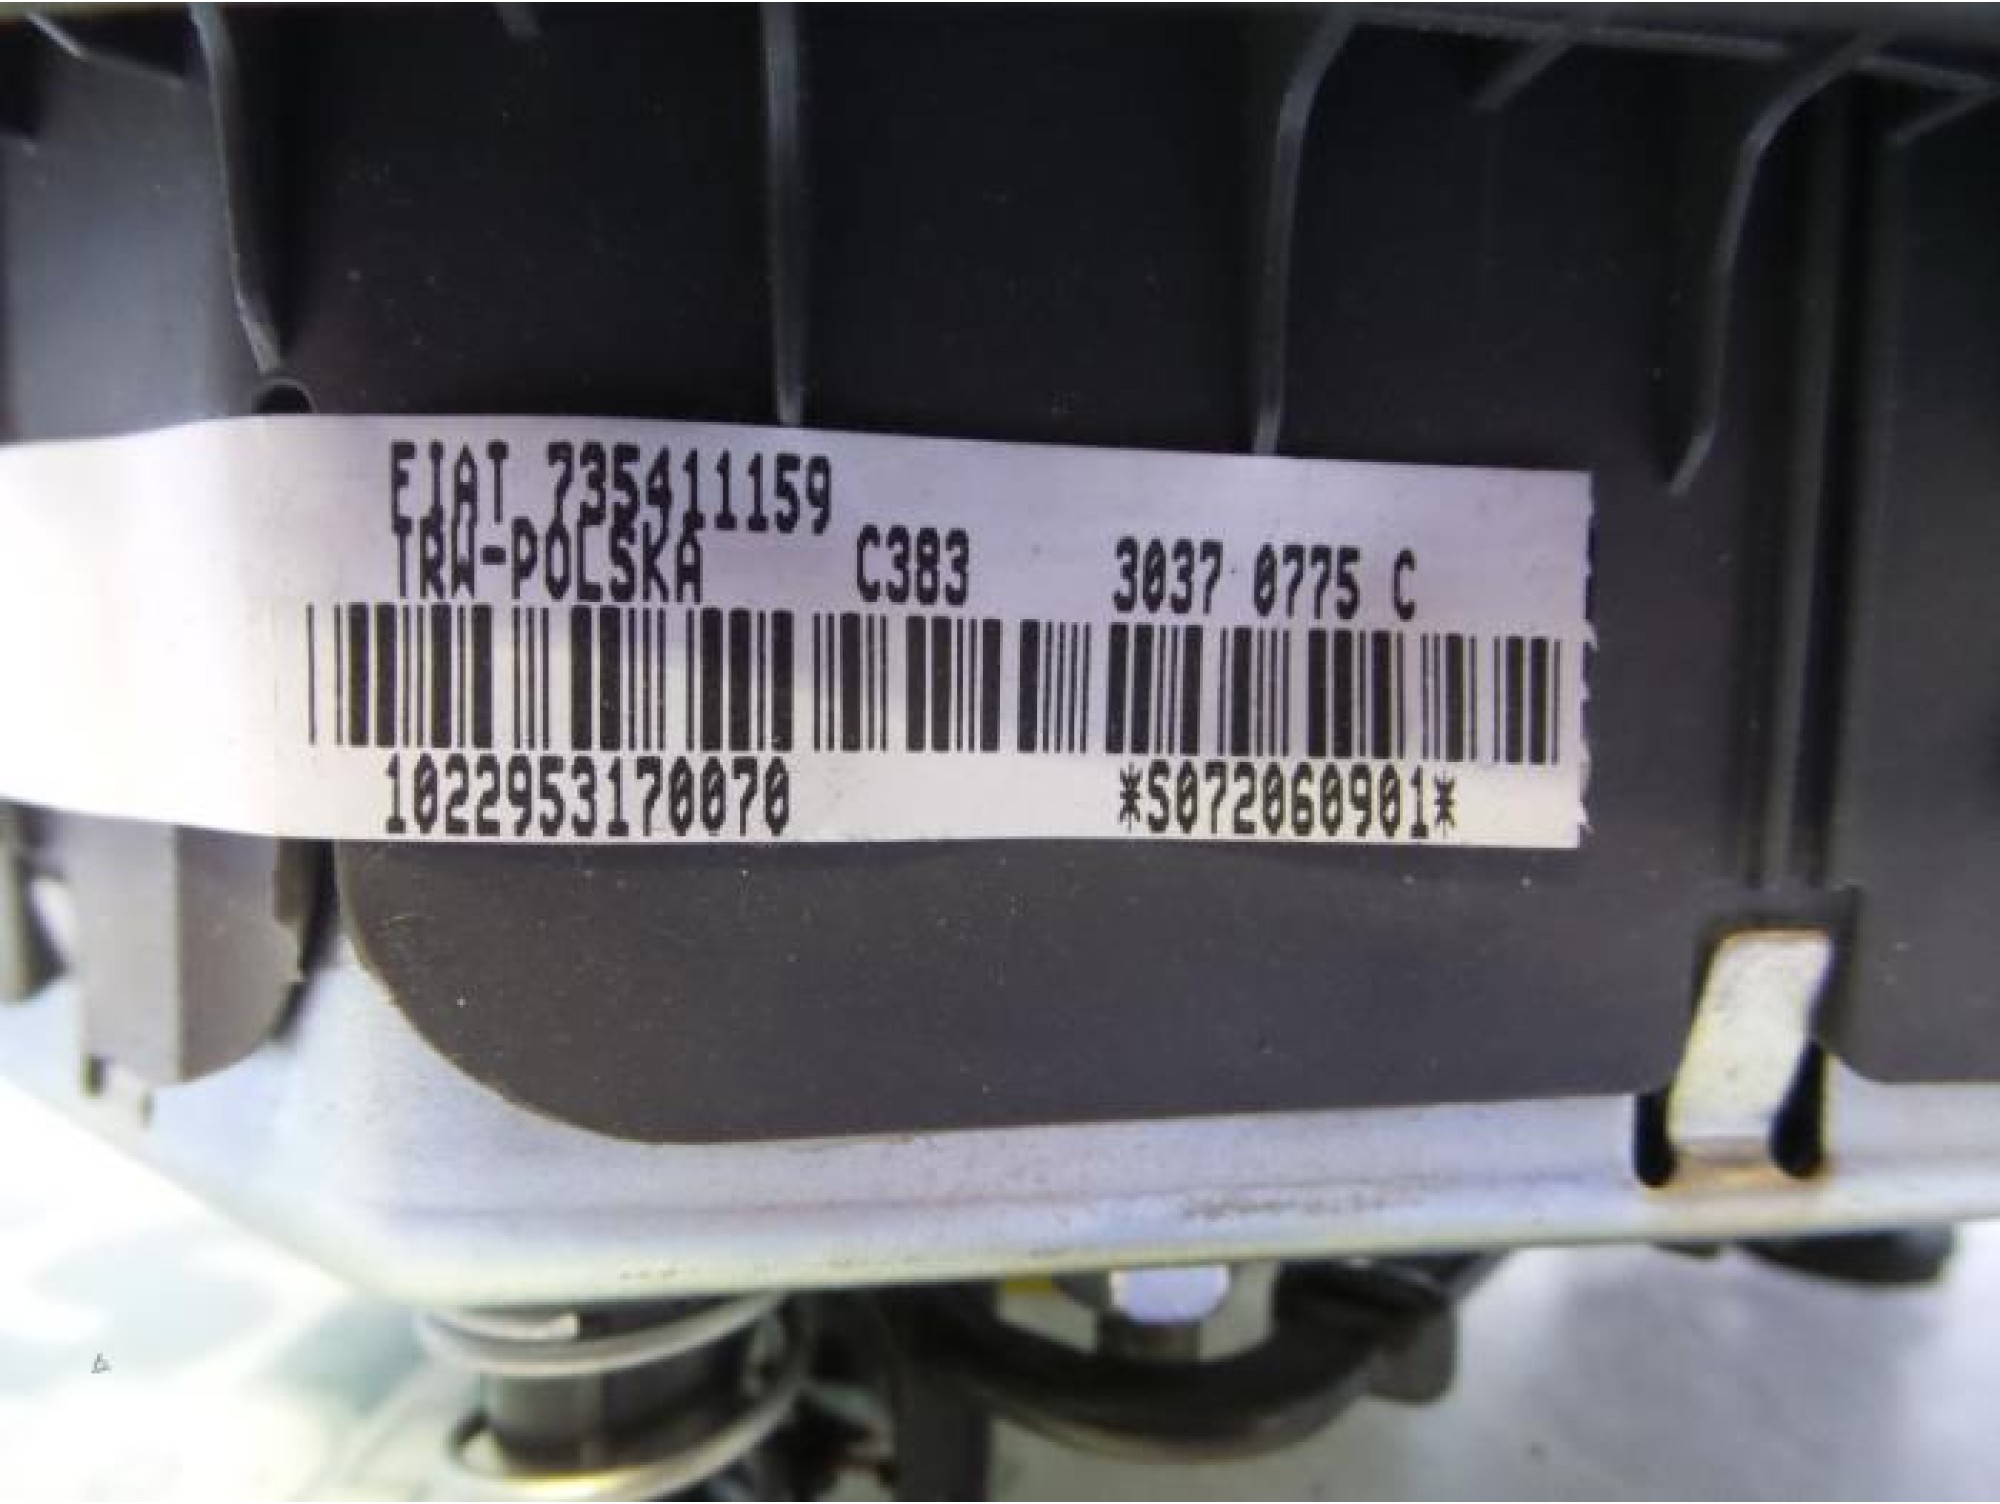 FIAT 735411159
TRW-POLSKA C383 3037 0775 C
1022953170070 *S072060901*